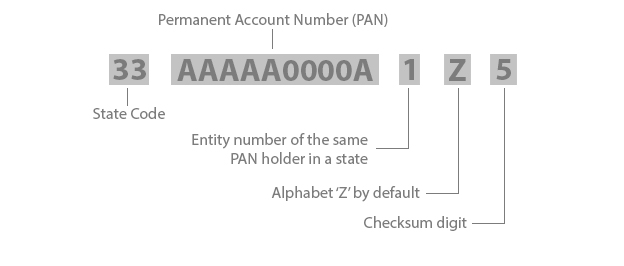 Permanent Account Number (PAN)
33 AAAAA0000A 1 Z 5
State Code
Entity number of the same
PAN holder in a state
Alphabet ‘Z’ by default
Checksum digit